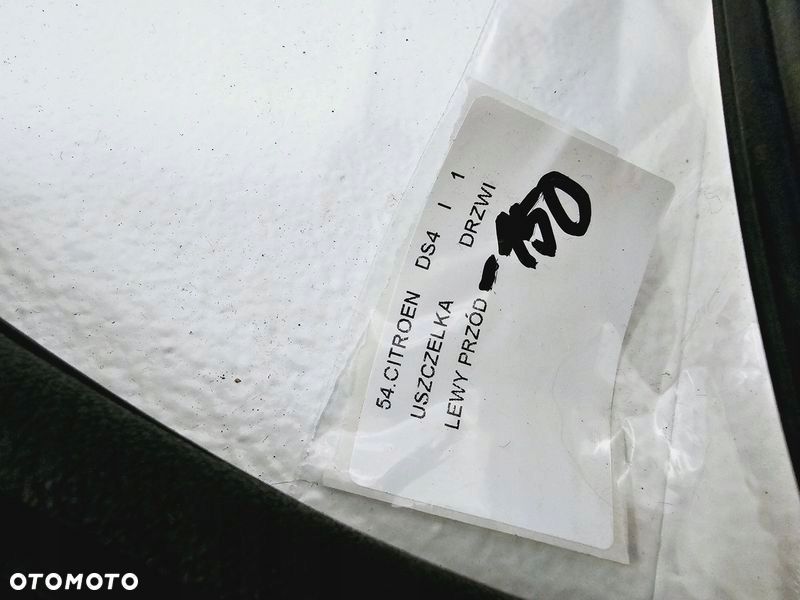 54.CITROEN DS4 I 1
USZCZELKA DRZWI
LEWY PRZÓD - 150
OTOMOTO